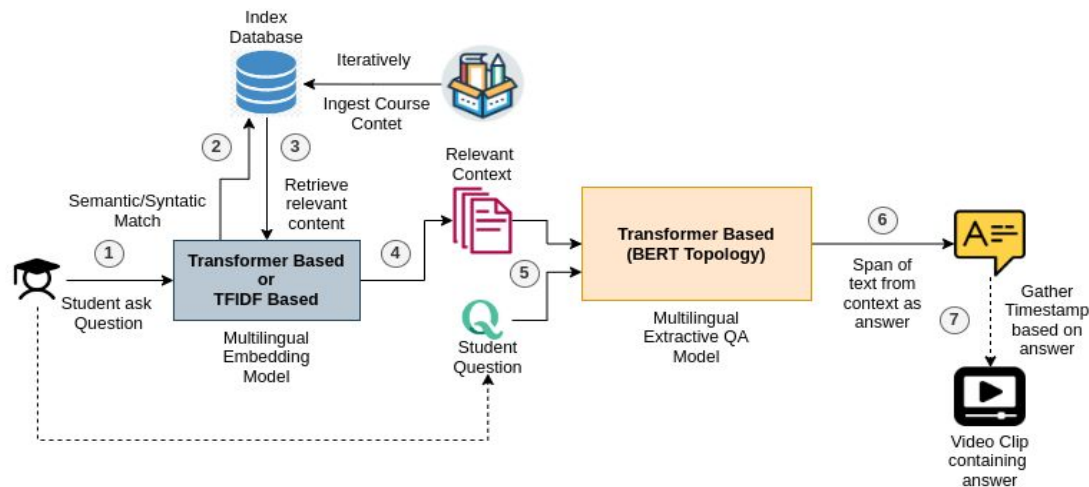 Index
Database
Iteratively
Ingest Course
Contet
2
3
Semantic/Syntatic
Match
Retrieve
relevant
content
Relevant
Context
1
Student ask
Question
Transformer Based
or
TFIDF Based
Multilingual
Embedding
Model
4
5
Q
Student
Question
Transformer Based
(BERT Topology)
Multilingual
Extractive QA
Model
6
Span of
text from
context as
answer
A
7
Gather
Timestamp
based on
answer
Video Clip
containing
answer